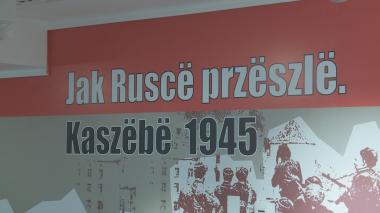 Jak Ruscë przëszlë.
Kaszëbë 1945